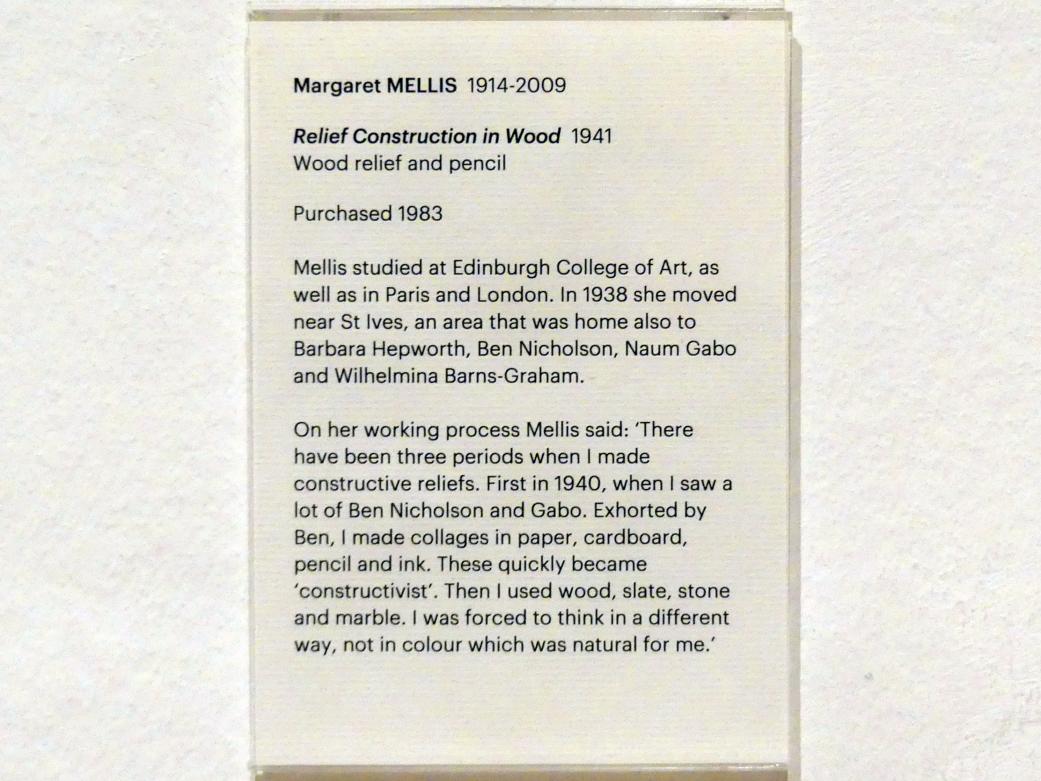 Margaret MELLIS 1914-2009
Relief Construction in Wood 1941
Wood relief and pencil
Purchased 1983
Mellis studied at Edinburgh College of Art, as
well as in Paris and London. In 1938 she moved
near St Ives, an area that was home also to
Barbara Hepworth, Ben Nicholson, Naum Gabo
and Wilhelmina Barns-Graham.
On her working process Mellis said: ‘There
have been three periods when I made
constructive reliefs. First in 1940, when I saw a
lot of Ben Nicholson and Gabo. Exhorted by
Ben, I made collages in paper, cardboard,
pencil and ink. These quickly became
‘constructivist’. Then I used wood, slate, stone
and marble. I was forced to think in a different
way, not in colour which was natural for me.’